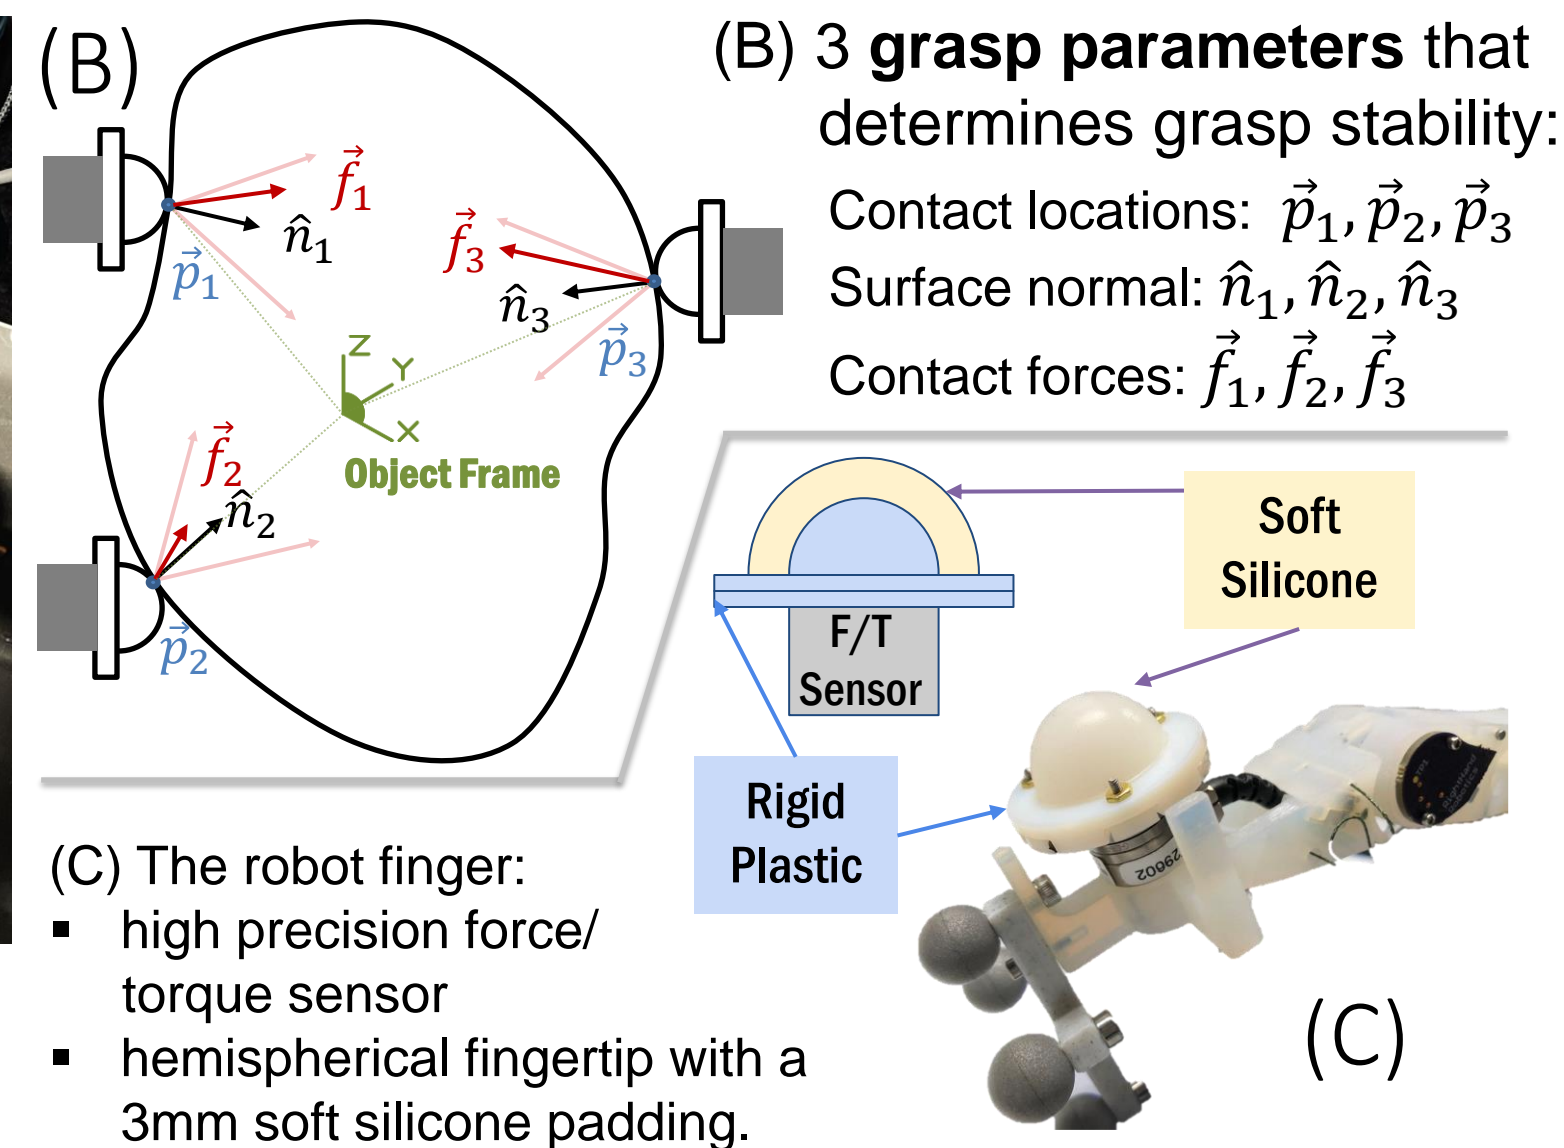 (B)
(B) 3 grasp parameters that
determines grasp stability:
Contact locations: p⃗₁, p⃗₂, p⃗₃
Surface normal: n̂₁, n̂₂, n̂₃
Contact forces: f⃗₁, f⃗₂, f⃗₃
f⃗₁
n̂₁
p⃗₁
f⃗₃
n̂₃
p⃗₃
Z
Y
X
Object Frame
f⃗₂
n̂₂
p⃗₂
Soft
Silicone
F/T
Sensor
Rigid
Plastic
RightHand
Robotics
29602
(C) The robot finger:
▪ high precision force/
torque sensor
▪ hemispherical fingertip with a
3mm soft silicone padding.
(C)